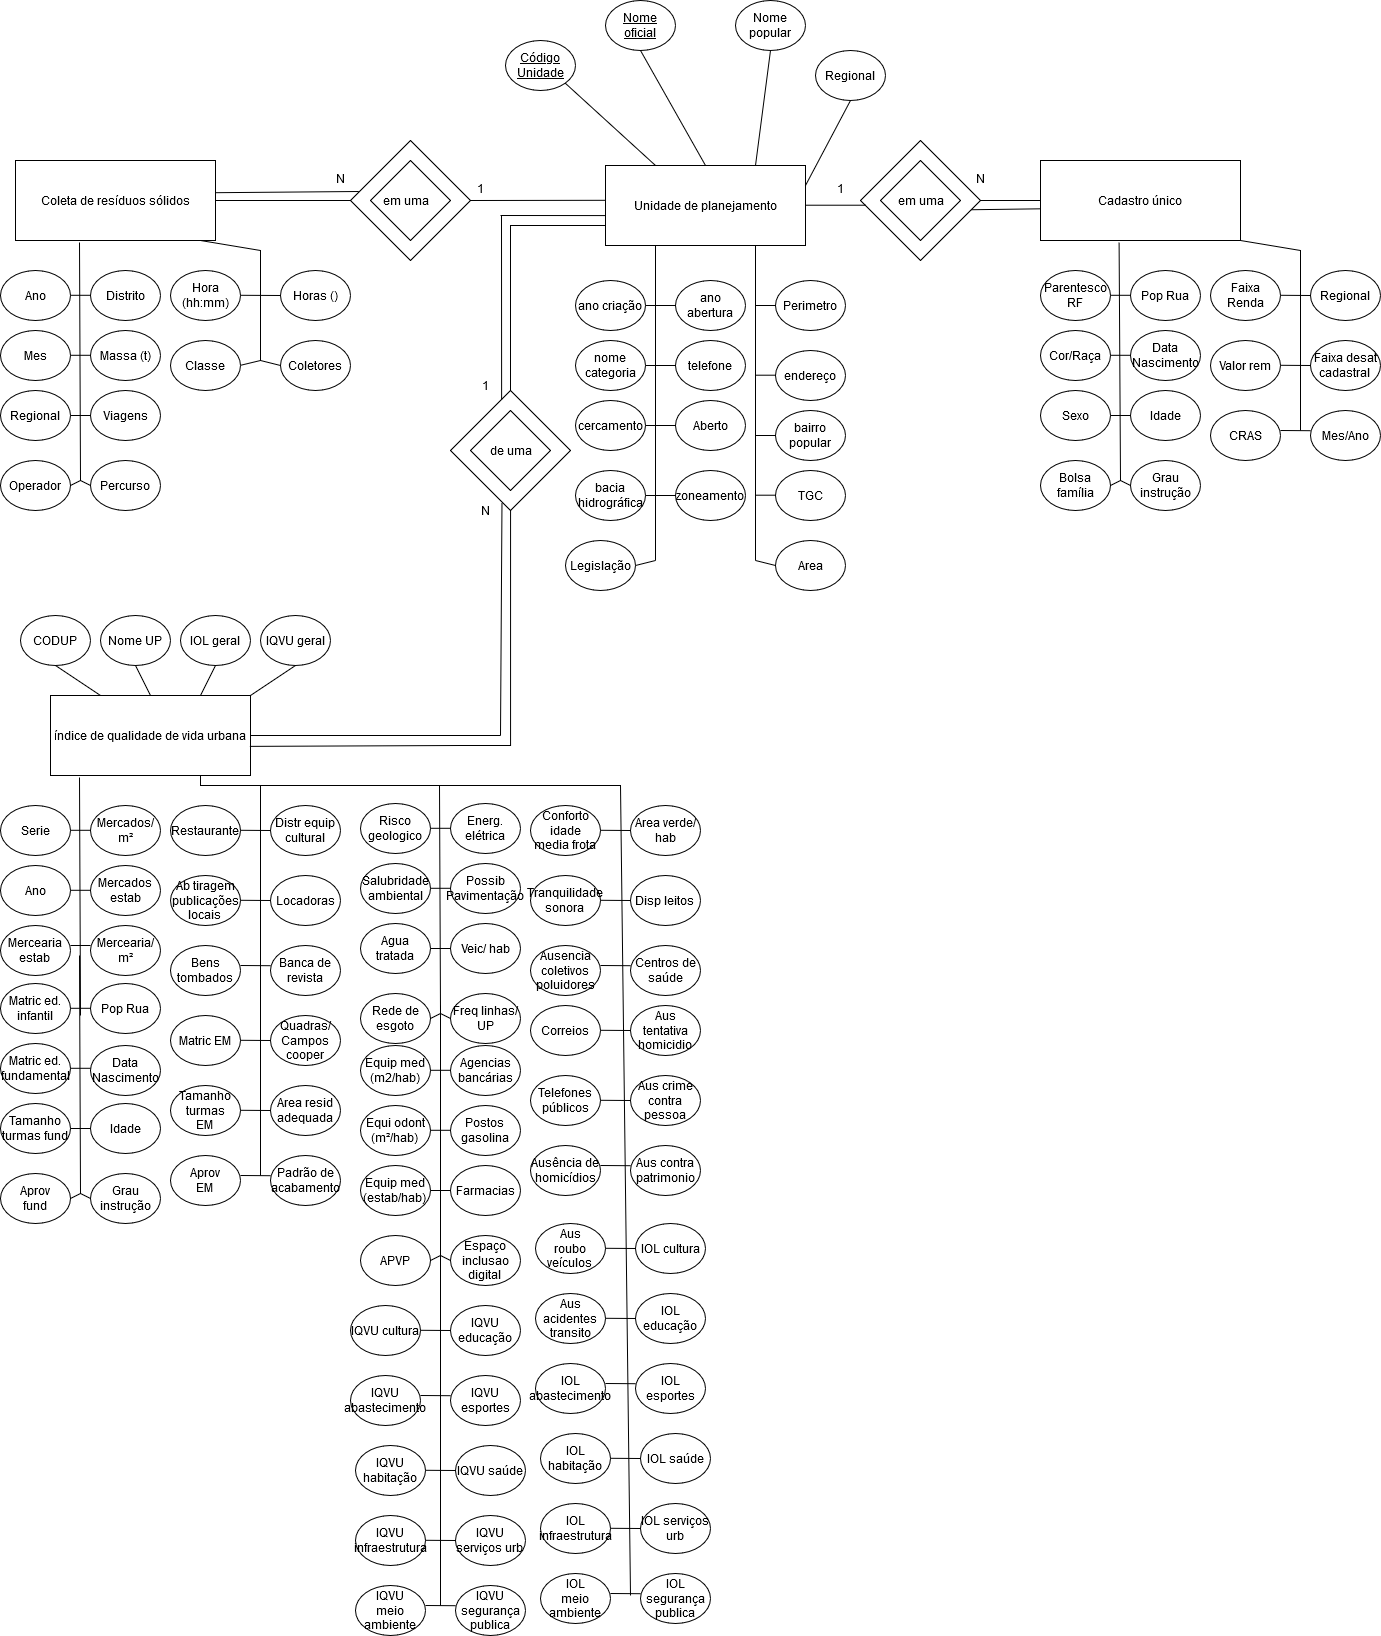 Nome
oficial
Nome
popular
Código
Unidade
Regional
Coleta de resíduos sólidos
N
em uma
1
Unidade de planejamento
1
em uma
N
Cadastro único
Ano
Distrito
Hora
(hh:mm)
Horas ()
Mes
Massa (t)
Classe
Coletores
Regional
Viagens
Operador
Percurso
ano criação
ano
abertura
Perimetro
nome
categoria
telefone
endereço
cercamento
Aberto
bairro
popular
bacia
hidrográfica
zoneamento
TGC
Legislação
Area
Parentesco
RF
Pop Rua
Faixa
Renda
Regional
Cor/Raça
Data
Nascimento
Valor rem
Faixa desat
cadastral
Sexo
Idade
CRAS
Mes/Ano
Bolsa
família
Grau
instrução
1
de uma
N
CODUP
Nome UP
IOL geral
IQVU geral
índice de qualidade de vida urbana
Serie
Mercados/
m²
Ano
Mercados
estab
Mercearia
estab
Mercearia/
m²
Matric ed.
infantil
Pop Rua
Matric ed.
fundamental
Data
Nascimento
Tamanho
turmas fund
Idade
Aprov
fund
Grau
instrução
Restaurante
Distr equip
cultural
Ab tiragem
publicações
locais
Locadoras
Bens
tombados
Banca de
revista
Matric EM
Quadras/
Campos
cooper
Tamanho
turmas
EM
Area resid
adequada
Aprov
EM
Padrão de
acabamento
Risco
geologico
Energ.
elétrica
Salubridade
ambiental
Possib
Pavimentação
Agua
tratada
Veic/ hab
Rede de
esgoto
Freq linhas/
UP
Equip med
(m2/hab)
Agencias
bancárias
Equi odont
(m²/hab)
Postos
gasolina
Equip med
(estab/hab)
Farmacias
APVP
Espaço
inclusao
digital
IQVU cultura
IQVU
educação
IQVU
abastecimento
IQVU
esportes
IQVU
habitação
IQVU saúde
IQVU
infraestrutura
IQVU
serviços urb
IQVU
meio
ambiente
IQVU
segurança
publica
Conforto
idade
media frota
Area verde/
hab
Tranquilidade
sonora
Disp leitos
Ausencia
coletivos
poluidores
Centros de
saúde
Correios
Aus
tentativa
homicidio
Telefones
públicos
Aus crime
contra
pessoa
Ausência de
homicídios
Aus contra
patrimonio
Aus
roubo
veículos
IOL cultura
Aus
acidentes
transito
IOL
educação
IOL
abastecimento
IOL
esportes
IOL
habitação
IOL saúde
IOL
infraestrutura
IOL serviços
urb
IOL
meio
ambiente
IOL
segurança
publica